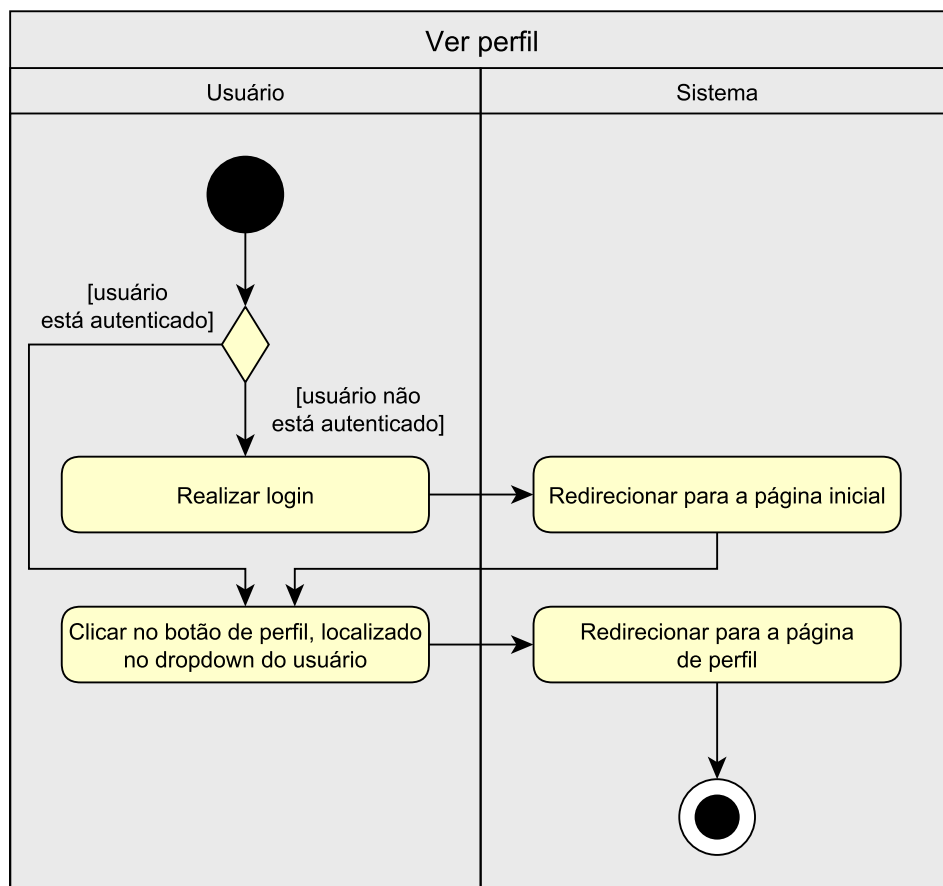 Ver perfil
Usuário
Sistema
[usuário
está autenticado]
[usuário não
está autenticado]
Realizar login
Redirecionar para a página inicial
Clicar no botão de perfil, localizado
no dropdown do usuário
Redirecionar para a página
de perfil